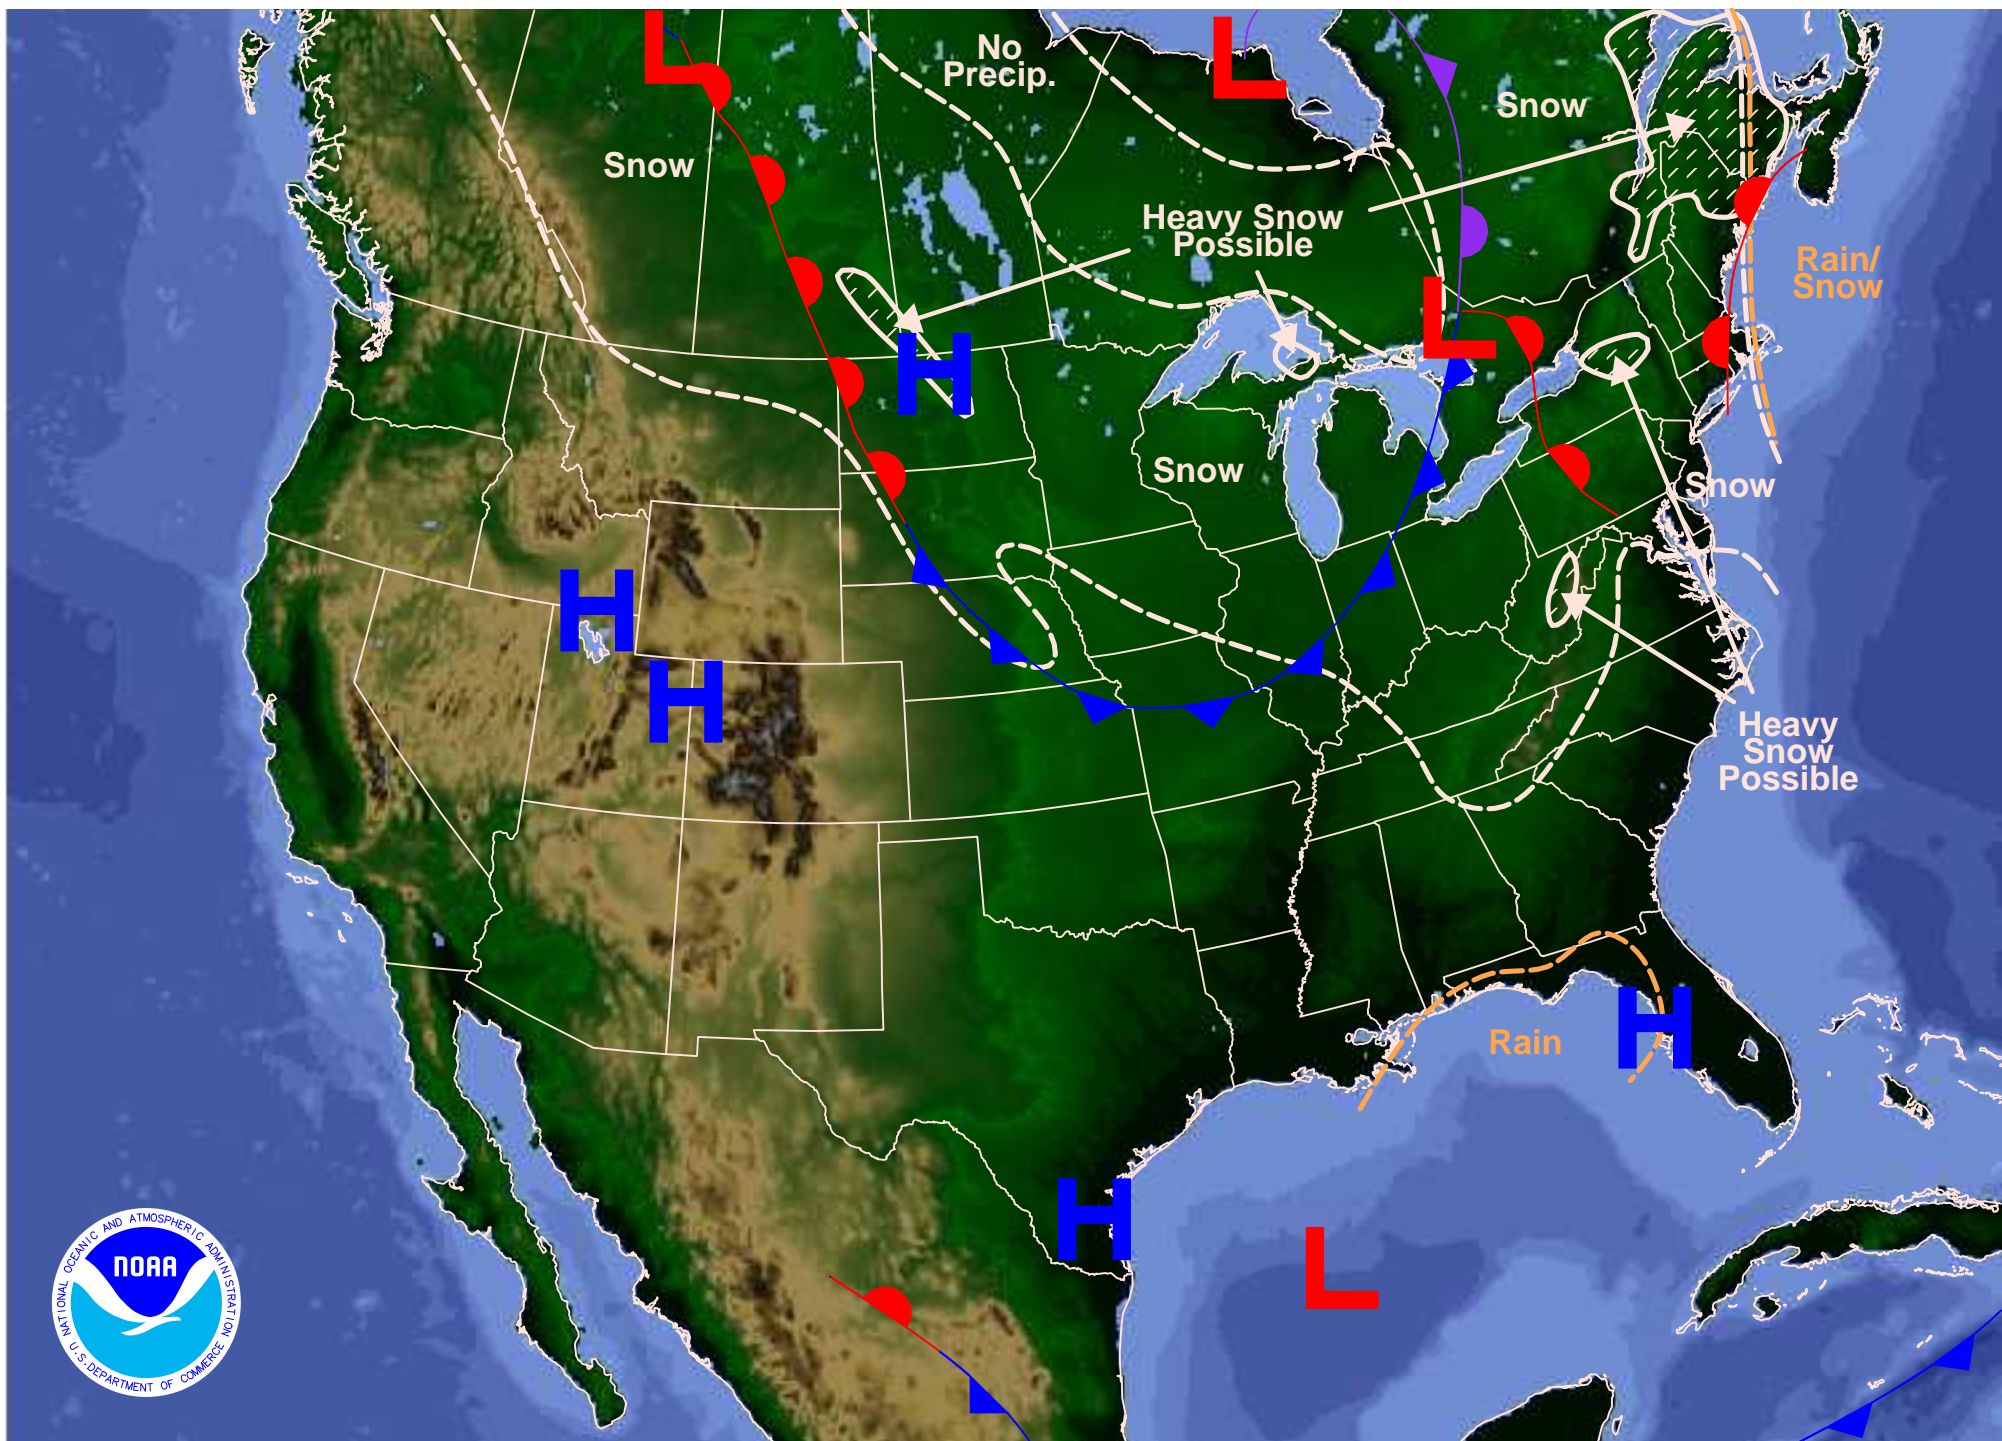 L
L
No
Precip.
Snow
Snow
Heavy Snow
Possible
Rain/
Snow
L
H
Snow
Snow
H
H
Heavy
Snow
Possible
H
Rain
H
L
NATIONAL OCEANIC AND ATMOSPHERIC ADMINISTRATION
NOAA
U.S. DEPARTMENT OF COMMERCE